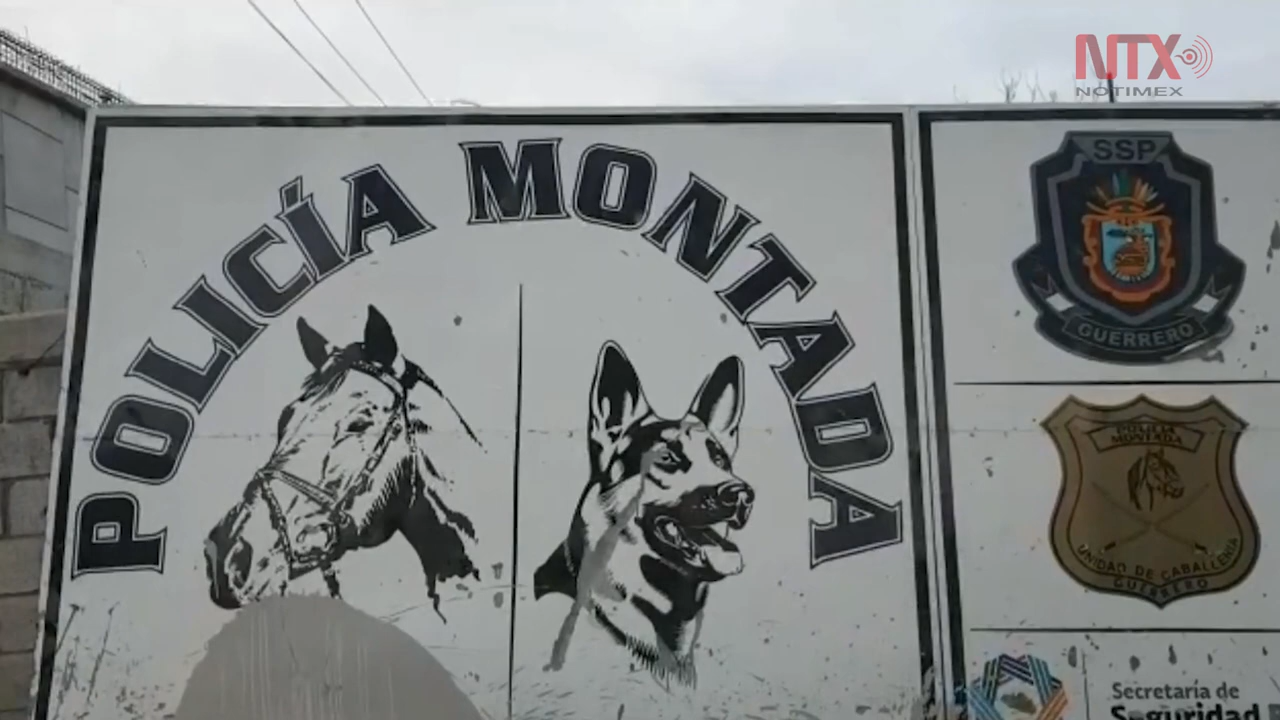 NTX
NOTIMEX
POLICÍA MONTADA
SSP
GUERRERO
POLICÍA
MONTADA
UNIDAD DE CABALLERÍA
GUERRERO
Secretaría de
Seguridad